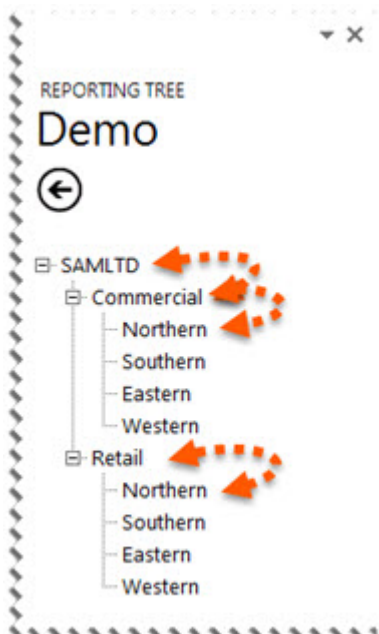 REPORTING TREE
Demo
SAMLTD
Commercial
Northern
Southern
Eastern
Western
Retail
Northern
Southern
Eastern
Western